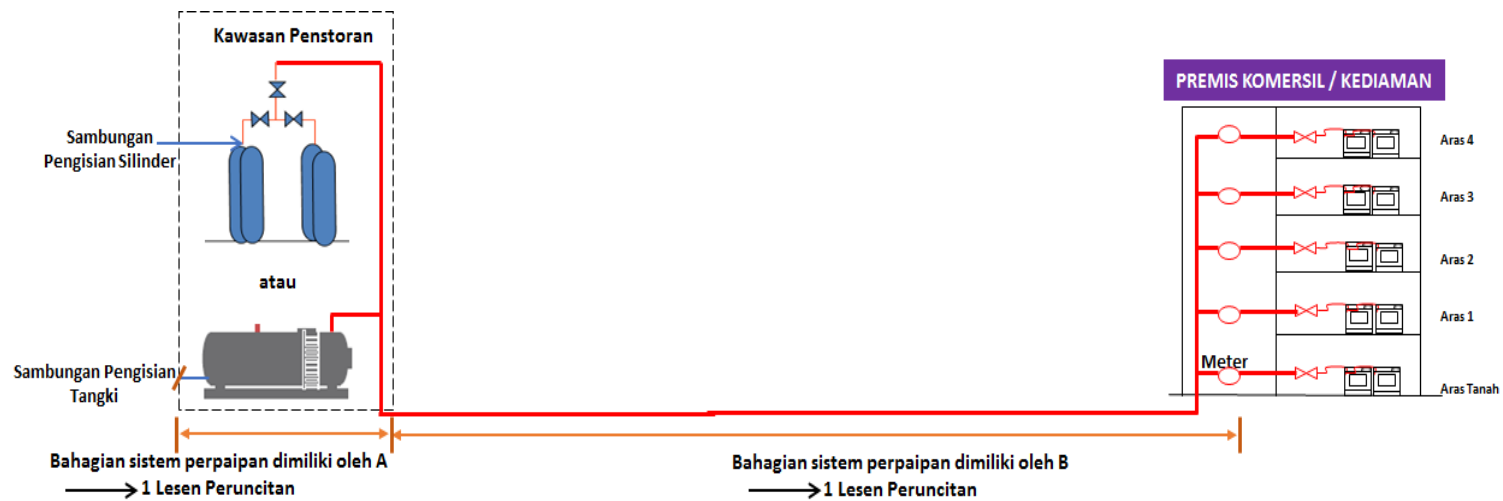 Kawasan Penstoran
Sambungan
Pengisian Silinder
atau
Sambungan Pengisian
Tangki
PREMIS KOMERSIL / KEDIAMAN
Aras 4
Aras 3
Aras 2
Aras 1
Meter
Aras Tanah
Bahagian sistem perpaipan dimiliki oleh A
1 Lesen Peruncitan
Bahagian sistem perpaipan dimiliki oleh B
1 Lesen Peruncitan